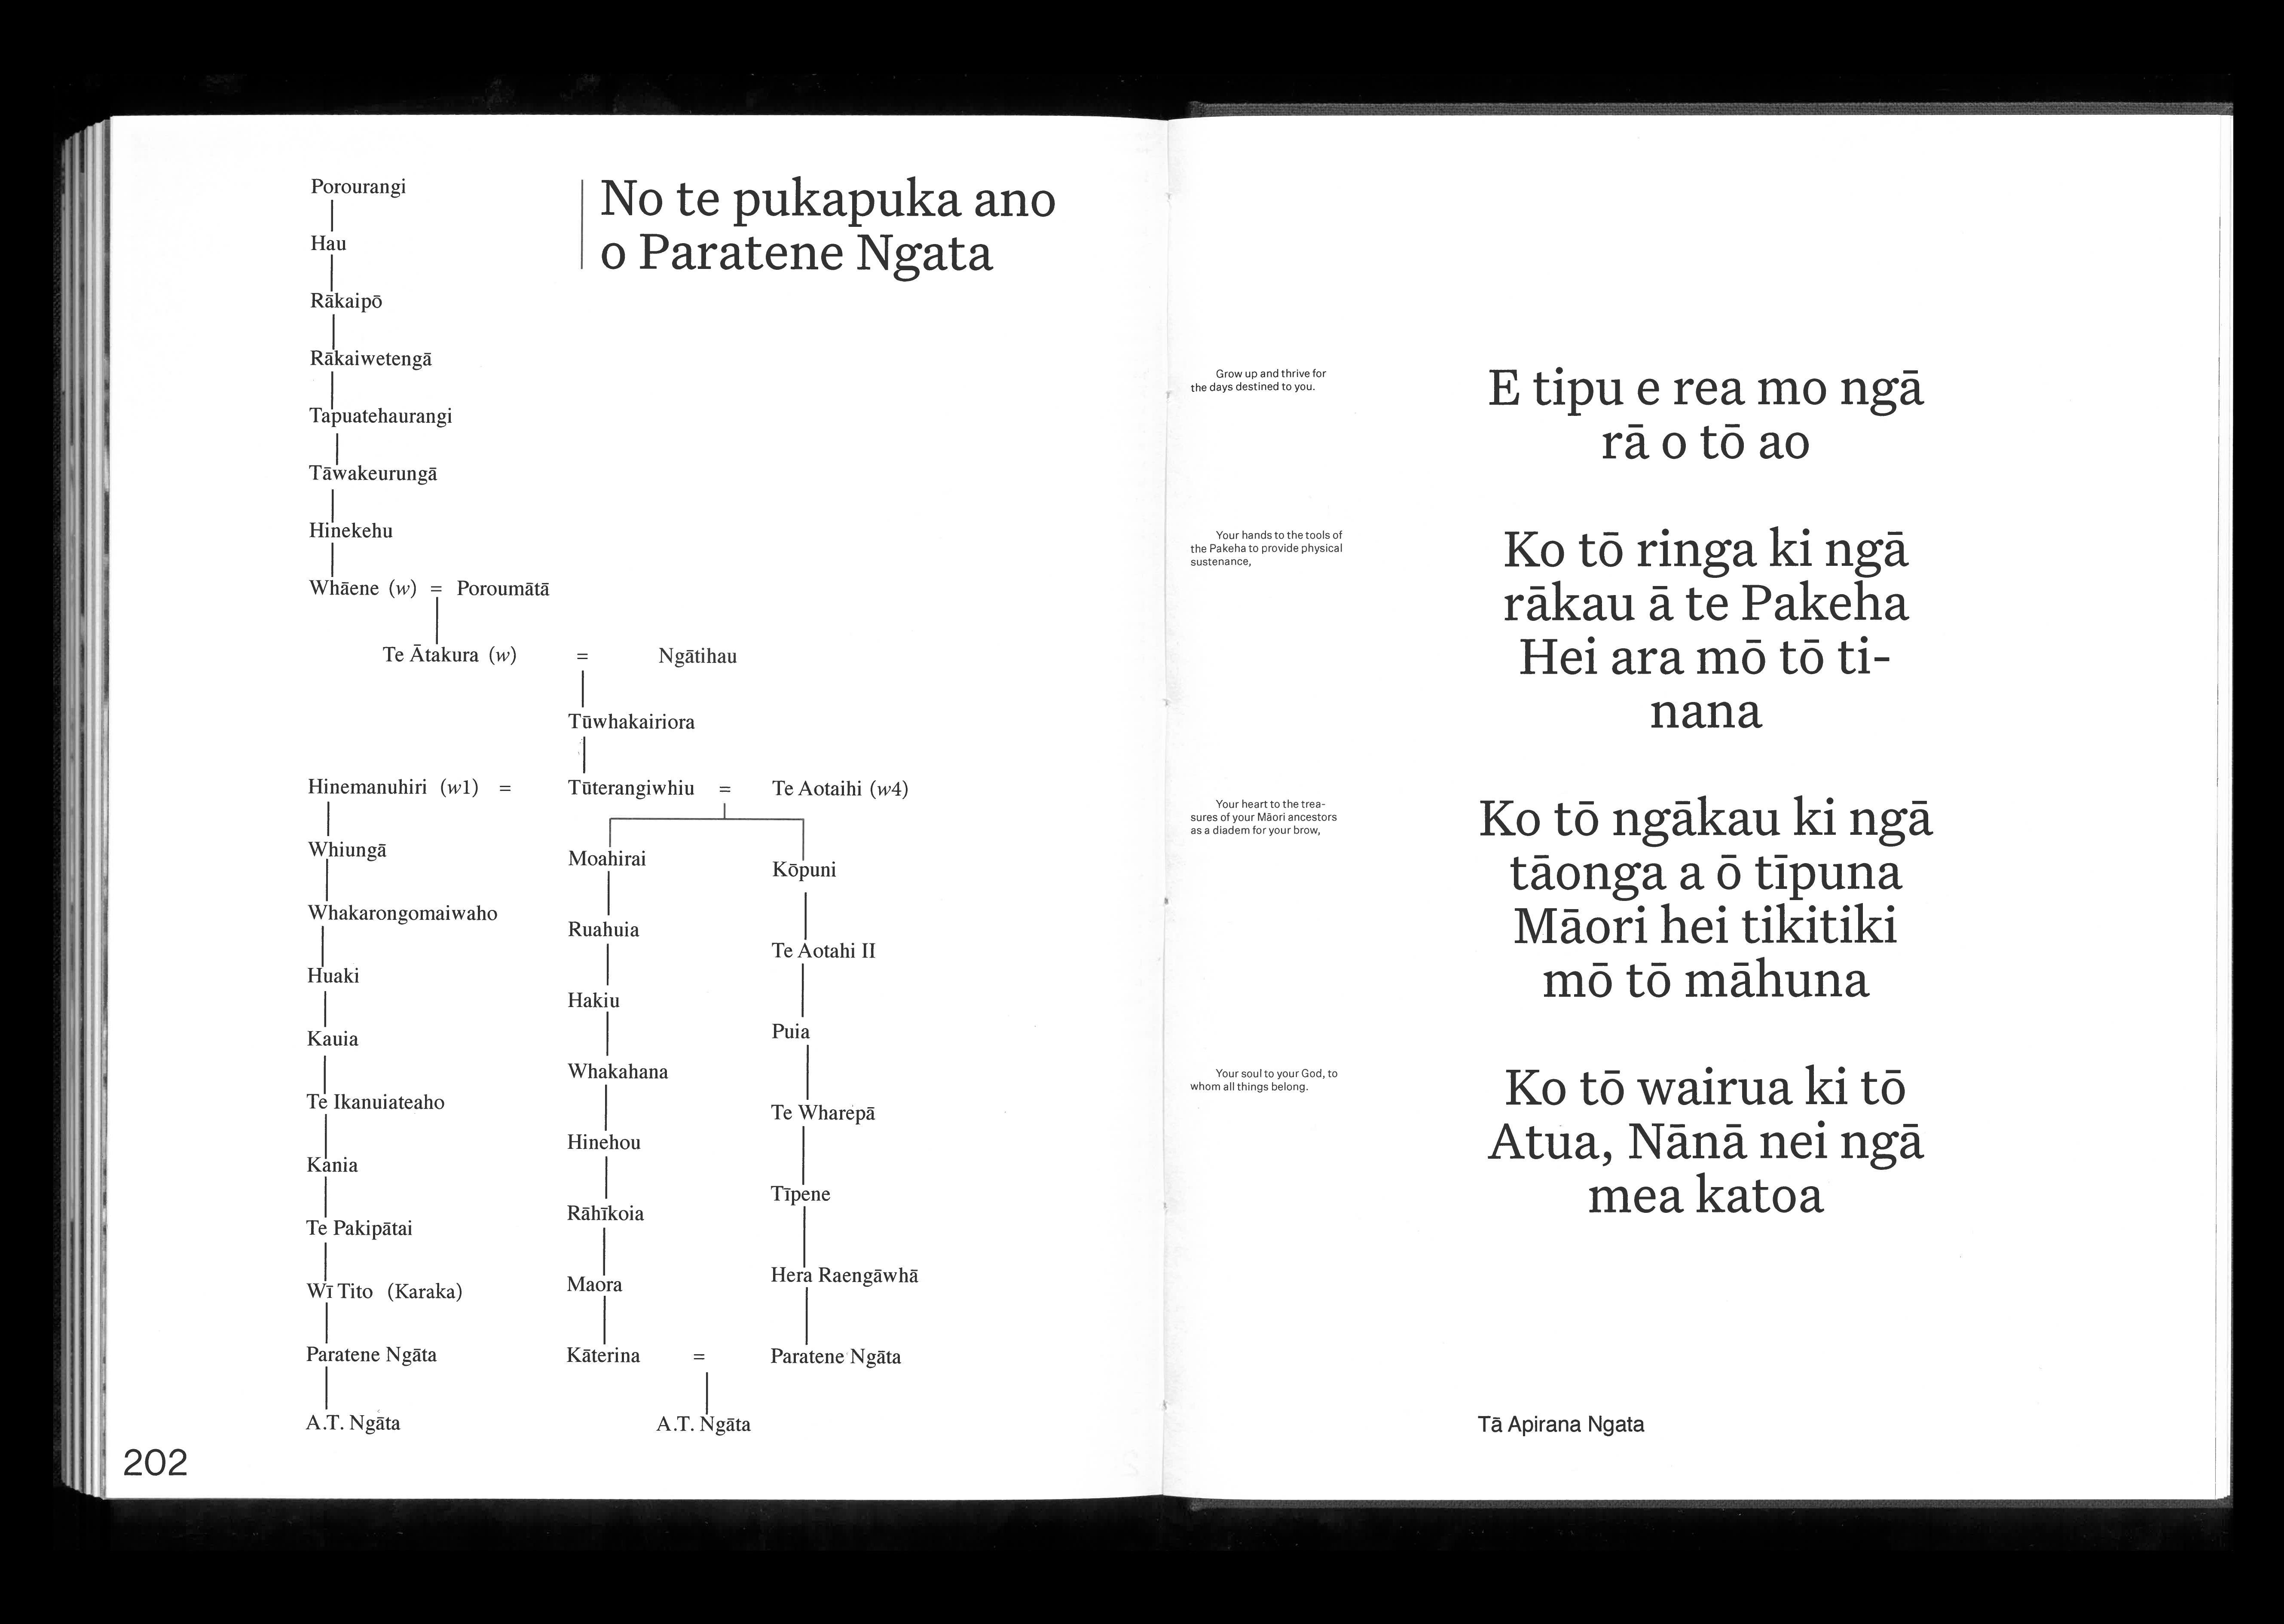 No te pukapuka ano
o Paratene Ngata
Porourangi
Hau
Rākaipō
Rākaiwetengā
Tapuatehaurangi
Tāwakeurungā
Hinekehu
Whāene (w) = Poroumātā
Te Ātakura (w) = Ngātihau
Tūwhakairiora
Hinemanuhiri (w1) = Tūterangiwhiu = Te Aotaihi (w4)
Whiungā
Whakarongomaiwaho
Huaki
Kauia
Te Ikanuiateaho
Kania
Te Pakipātai
Wī Tito (Karaka)
Paratene Ngāta
A.T. Ngāta
Moahirai
Ruahuia
Hakiu
Whakahana
Hinehou
Rāhīkoia
Maora
Kōpuni
Te Aotahi II
Puia
Te Wharepā
Tīpene
Hera Raengāwhā
Kāterina = Paratene Ngāta
A.T. Ngāta
202
Grow up and thrive for
the days destined to you.
Your hands to the tools of
the Pakeha to provide physical
sustenance,
Your heart to the trea-
sures of your Māori ancestors
as a diadem for your brow,
Your soul to your God, to
whom all things belong.
E tipu e rea mo ngā
rā o tō ao
Ko tō ringa ki ngā
rākau ā te Pakeha
Hei ara mō tō ti-
nana
Ko tō ngākau ki ngā
tāonga a ō tīpuna
Māori hei tikitiki
mō tō māhuna
Ko tō wairua ki tō
Atua, Nānā nei ngā
mea katoa
Tā Apirana Ngata